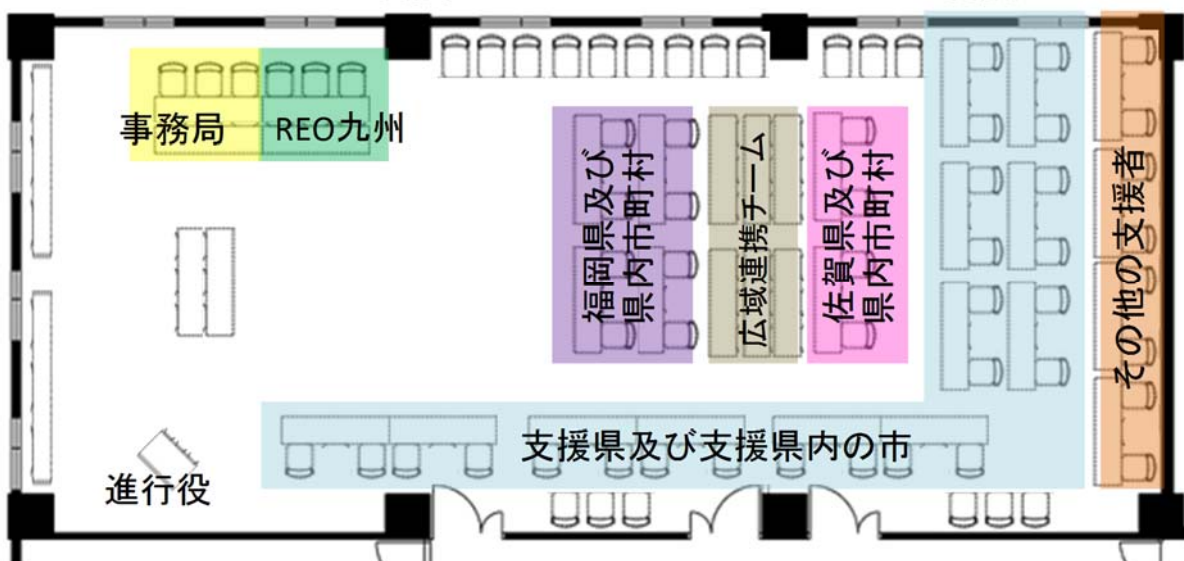 事務局
REO九州
福岡県及び
県内市町村
広域連携チーム
佐賀県及び
県内市町村
その他の支援者
支援県及び支援県内の市
進行役